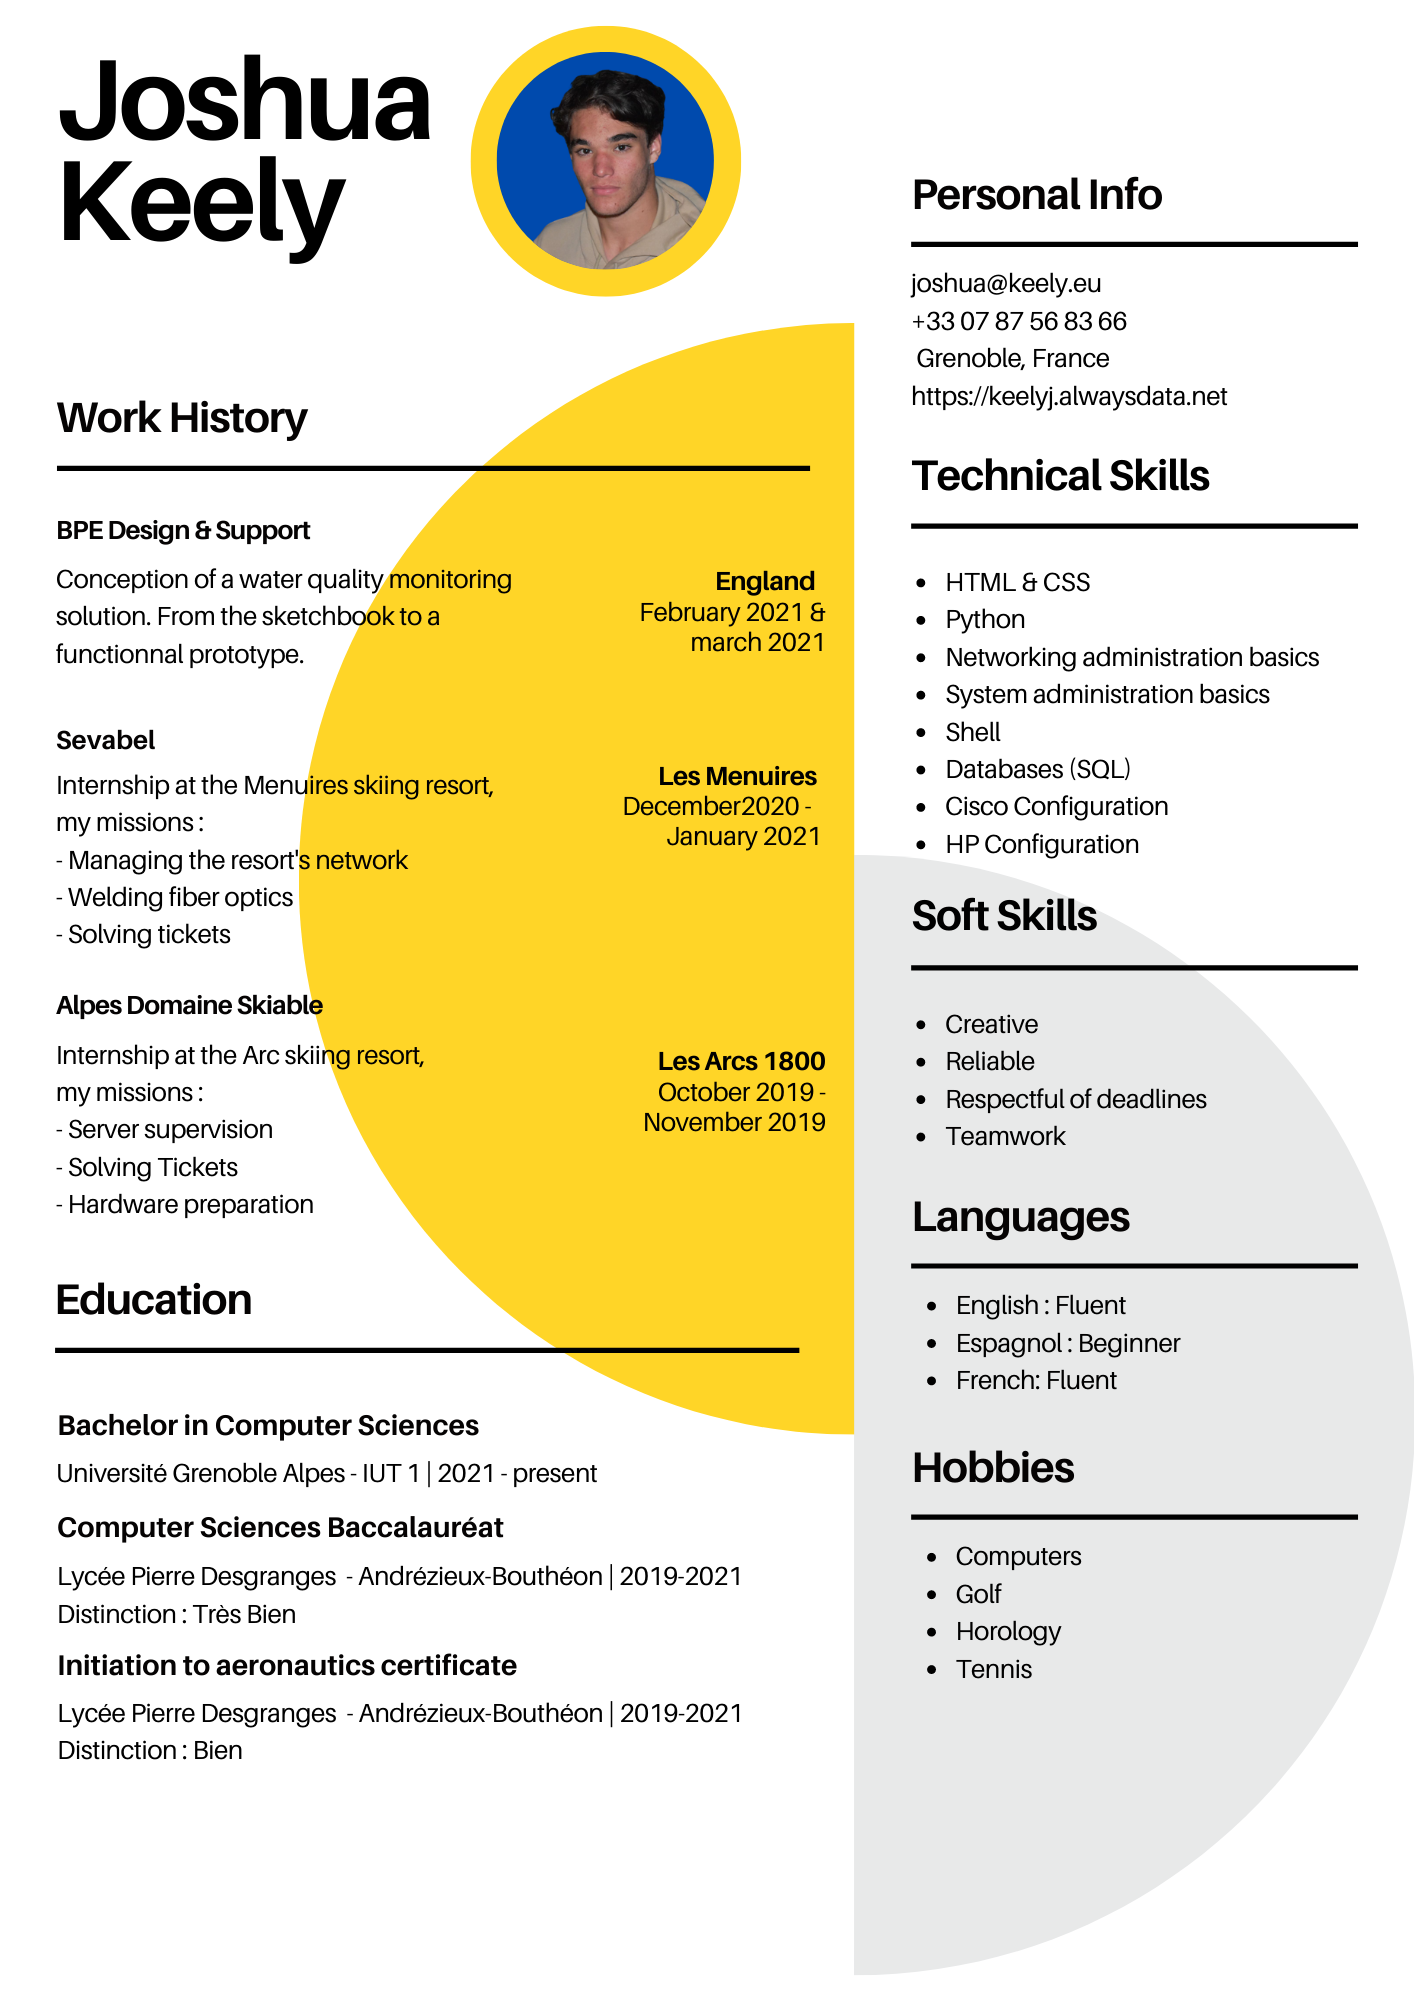 Joshua
Keely
Work History
BPE Design & Support
Conception of a water quality monitoring
solution. From the sketchbook to a
functionnal prototype.
England
February 2021 &
march 2021
Sevabel
Internship at the Menuires skiing resort,
my missions :
- Managing the resort's network
- Welding fiber optics
- Solving tickets
Les Menuires
December2020 -
January 2021
Alpes Domaine Skiable
Internship at the Arc skiing resort,
my missions :
- Server supervision
- Solving Tickets
- Hardware preparation
Les Arcs 1800
October 2019 -
November 2019
Education
Bachelor in Computer Sciences
Université Grenoble Alpes - IUT 1 | 2021 - present
Computer Sciences Baccalauréat
Lycée Pierre Desgranges - Andrézieux-Bouthéon | 2019-2021
Distinction : Très Bien
Initiation to aeronautics certificate
Lycée Pierre Desgranges - Andrézieux-Bouthéon | 2019-2021
Distinction : Bien
Personal Info
joshua@keely.eu
+33 07 87 56 83 66
Grenoble, France
https://keelyj.alwaysdata.net
Technical Skills
• HTML & CSS
• Python
• Networking administration basics
• System administration basics
• Shell
• Databases (SQL)
• Cisco Configuration
• HP Configuration
Soft Skills
• Creative
• Reliable
• Respectful of deadlines
• Teamwork
Languages
• English : Fluent
• Espagnol : Beginner
• French: Fluent
Hobbies
• Computers
• Golf
• Horology
• Tennis